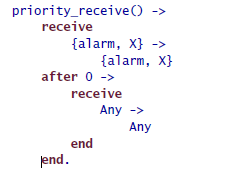 priority_receive() ->
    receive
        {alarm, X} ->
            {alarm, X}
    after 0 ->
        receive
            Any ->
                Any
        end
    end.